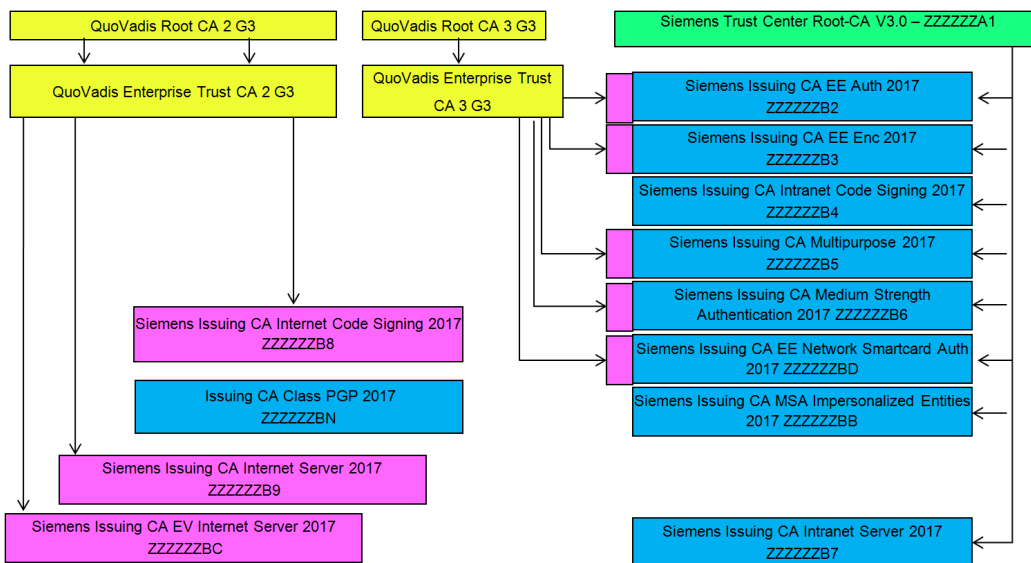 QuoVadis Root CA 2 G3
QuoVadis Root CA 3 G3
Siemens Trust Center Root-CA V3.0 – ZZZZZZA1
QuoVadis Enterprise Trust CA 2 G3
QuoVadis Enterprise Trust
CA 3 G3
Siemens Issuing CA EE Auth 2017
ZZZZZZB2
Siemens Issuing CA EE Enc 2017
ZZZZZZB3
Siemens Issuing CA Intranet Code Signing 2017
ZZZZZZB4
Siemens Issuing CA Multipurpose 2017
ZZZZZZB5
Siemens Issuing CA Medium Strength
Authentication 2017 ZZZZZZB6
Siemens Issuing CA Internet Code Signing 2017
ZZZZZZB8
Siemens Issuing CA EE Network Smartcard Auth
2017 ZZZZZZBD
Issuing CA Class PGP 2017
ZZZZZZBN
Siemens Issuing CA MSA Impersonalized Entities
2017 ZZZZZZBB
Siemens Issuing CA Internet Server 2017
ZZZZZZB9
Siemens Issuing CA EV Internet Server 2017
ZZZZZZBC
Siemens Issuing CA Intranet Server 2017
ZZZZZZB7